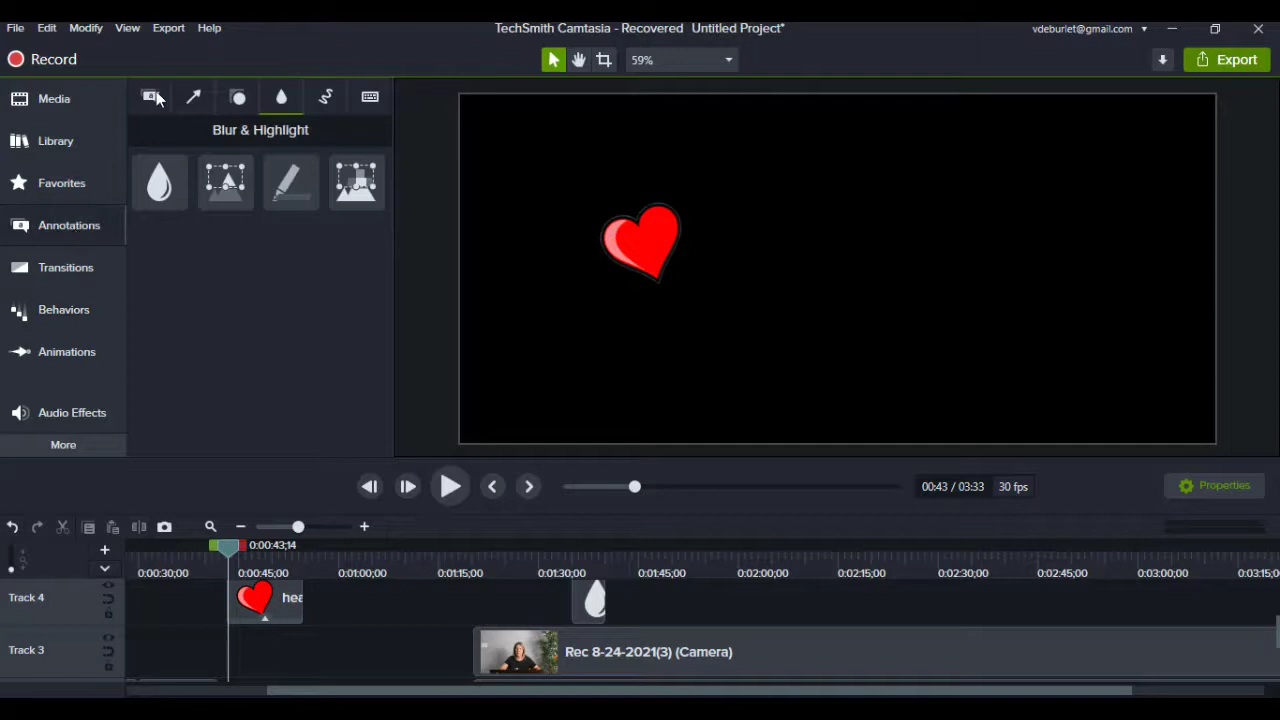 File Edit Modify View Export Help TechSmith Camtasia - Recovered Untitled Project* vdeburlet@gmail.com
Record 59% Export
Media
Library
Favorites
Annotations
Transitions
Behaviors
Animations
Audio Effects
More
a
Blur & Highlight
00:43 / 03:33 30 fps Properties
0:00:43;14
0:00:30;00 0:00:45;00 0:01:00;00 0:01:15;00 0:01:30;00 0:01:45;00 0:02:00;00 0:02:15;00 0:02:30;00 0:02:45;00 0:03:00;00 0:03:15;00
Track 4 hea
Track 3 Rec 8-24-2021(3) (Camera)